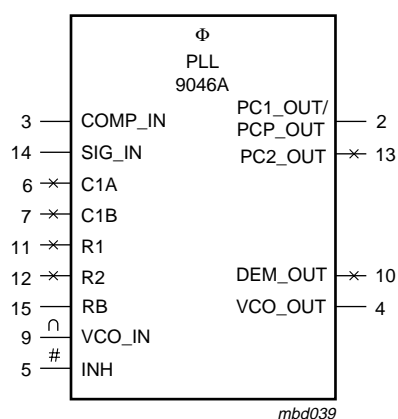 Φ
PLL
9046A
3 COMP_IN
14 SIG_IN
6 C1A
7 C1B
11 R1
12 R2
15 RB
9 ∩ VCO_IN
5 # INH
PC1_OUT/
PCP_OUT 2
PC2_OUT 13
DEM_OUT 10
VCO_OUT 4
mbd039